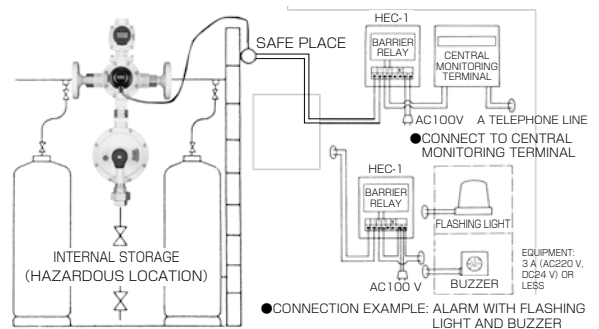 HEC-1
SAFE PLACE
BARRIER
RELAY
CENTRAL
MONITORING
TERMINAL
AC100V
A TELEPHONE LINE
●CONNECT TO CENTRAL
MONITORING TERMINAL
HEC-1
BARRIER
RELAY
FLASHING LIGHT
INTERNAL STORAGE
(HAZARDOUS LOCATION)
AC100 V
BUZZER
EQUIPMENT:
3 A (AC220 V,
DC24 V) OR
LESS
●CONNECTION EXAMPLE: ALARM WITH FLASHING
LIGHT AND BUZZER